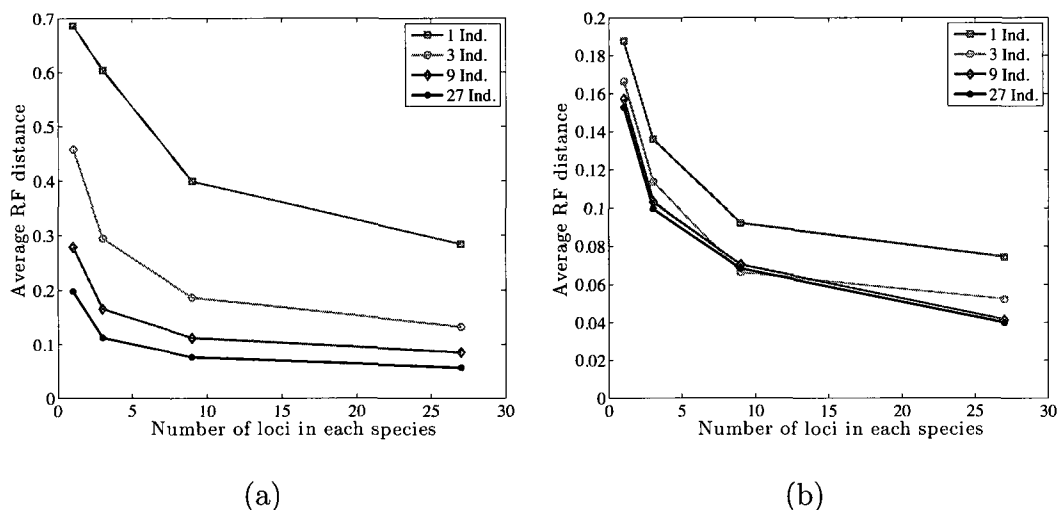 0.7
0.6
0.5
0.4
0.3
0.2
0.1
0
Average RF distance
0 5 10 15 20 25 30
Number of loci in each species
1 Ind.
3 Ind.
9 Ind.
27 Ind.
(a)
0.2
0.18
0.16
0.14
0.12
0.1
0.08
0.06
0.04
0.02
0
Average RF distance
0 5 10 15 20 25 30
Number of loci in each species
1 Ind.
3 Ind.
9 Ind.
27 Ind.
(b)